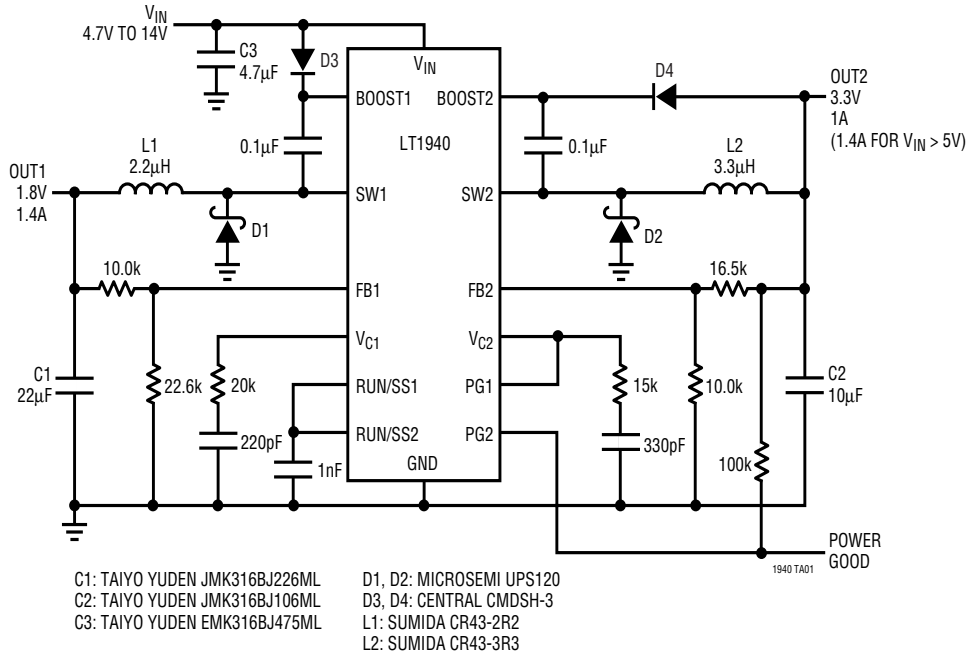 VIN
4.7V TO 14V
C3
4.7µF
D3
VIN
D4
OUT2
3.3V
1A
(1.4A FOR VIN > 5V)
BOOST1
BOOST2
LT1940
0.1µF
0.1µF
OUT1
1.8V
1.4A
L1
2.2µH
L2
3.3µH
SW1
SW2
D1
D2
10.0k
16.5k
FB1
FB2
VC1
VC2
C1
22µF
22.6k
20k
RUN/SS1
PG1
15k
10.0k
C2
10µF
220pF
RUN/SS2
PG2
330pF
1nF
GND
100k
POWER
GOOD
1940 TA01
C1: TAIYO YUDEN JMK316BJ226ML
C2: TAIYO YUDEN JMK316BJ106ML
C3: TAIYO YUDEN EMK316BJ475ML
D1, D2: MICROSEMI UPS120
D3, D4: CENTRAL CMDSH-3
L1: SUMIDA CR43-2R2
L2: SUMIDA CR43-3R3